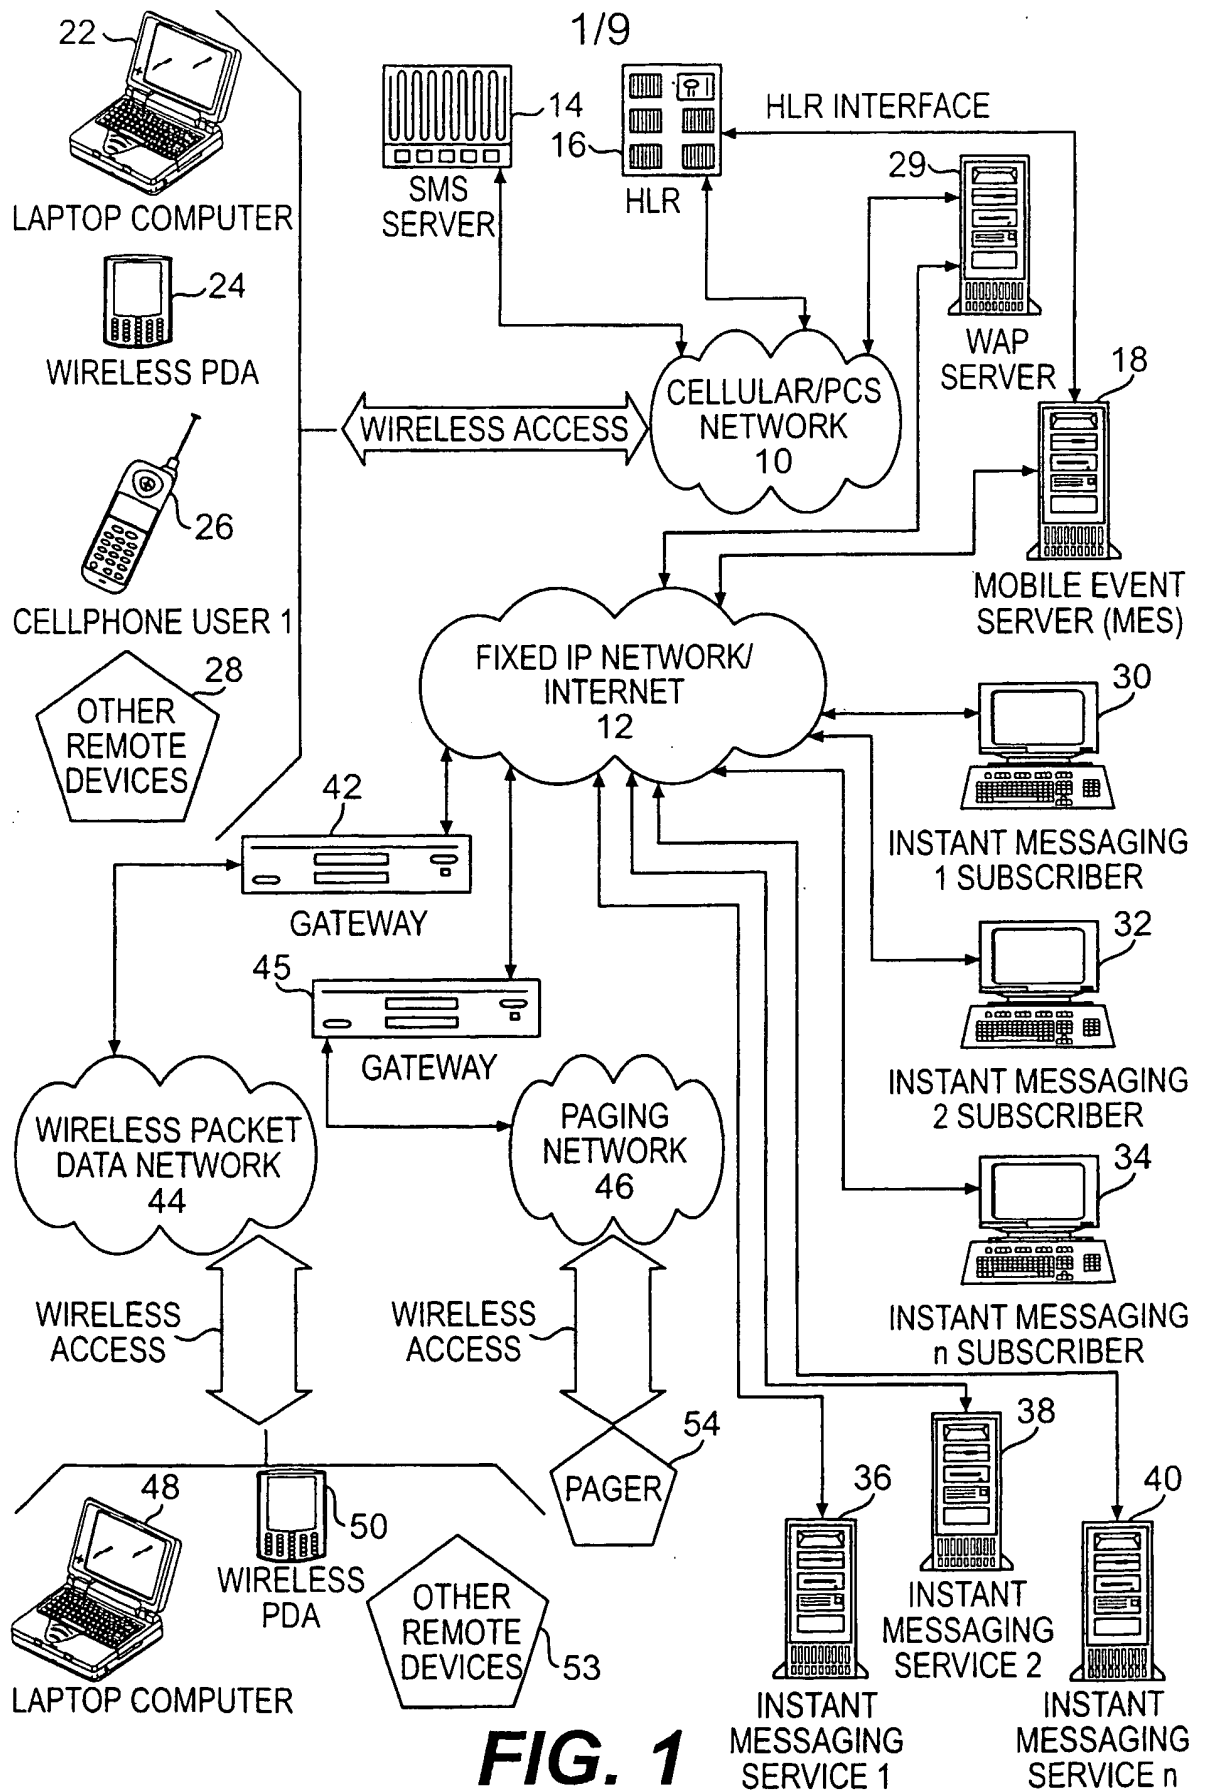 1/9
22
LAPTOP COMPUTER
24
WIRELESS PDA
26
CELLPHONE USER 1
28
OTHER
REMOTE
DEVICES
14
SMS
SERVER
16
HLR
HLR INTERFACE
29
WAP
SERVER
18
MOBILE EVENT
SERVER (MES)
WIRELESS ACCESS
CELLULAR/PCS
NETWORK
10
FIXED IP NETWORK/
INTERNET
12
30
INSTANT MESSAGING
1 SUBSCRIBER
32
INSTANT MESSAGING
2 SUBSCRIBER
34
INSTANT MESSAGING
n SUBSCRIBER
42
GATEWAY
45
GATEWAY
WIRELESS PACKET
DATA NETWORK
44
PAGING
NETWORK
46
WIRELESS
ACCESS
WIRELESS
ACCESS
48
LAPTOP COMPUTER
50
WIRELESS
PDA
OTHER
REMOTE
DEVICES
53
54
PAGER
36
INSTANT
MESSAGING
SERVICE 1
38
INSTANT
MESSAGING
SERVICE 2
40
INSTANT
MESSAGING
SERVICE n
FIG. 1